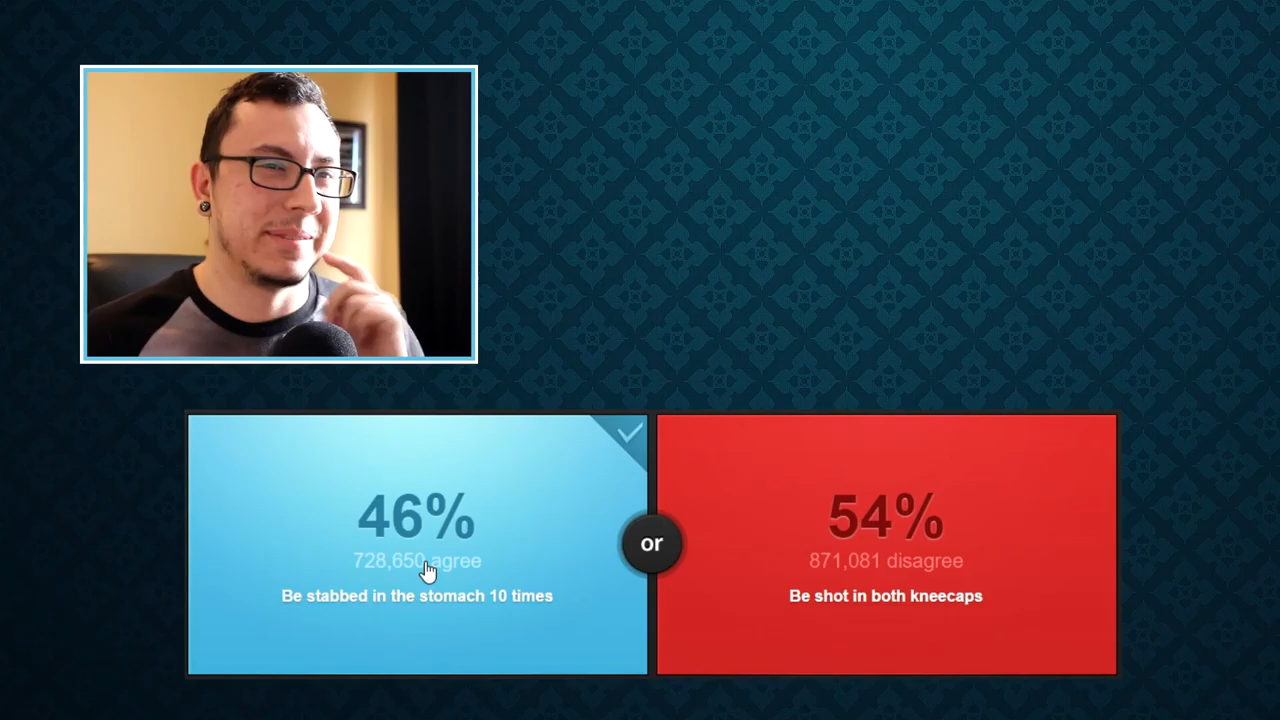 46%
728,650 agree
Be stabbed in the stomach 10 times
or
54%
871,081 disagree
Be shot in both kneecaps